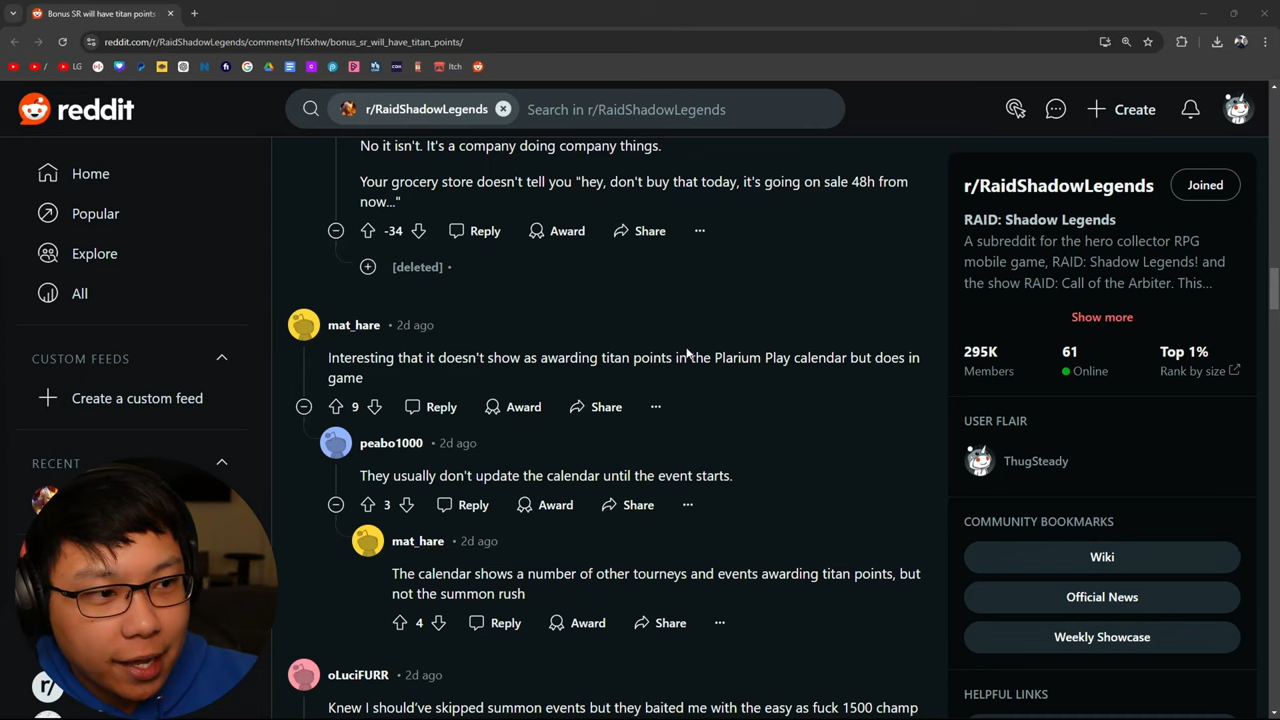 Bonus SR will have titan points
reddit.com/r/RaidShadowLegends/comments/1fi5xhw/bonus_sr_will_have_titan_points/
/
LG
Itch
reddit
r/RaidShadowLegends
Search in r/RaidShadowLegends
Create
Home
Popular
Explore
All
CUSTOM FEEDS
Create a custom feed
RECENT
r/
No it isn't. It's a company doing company things.
Your grocery store doesn't tell you "hey, don't buy that today, it's going on sale 48h from
now..."
-34 Reply Award Share
[deleted] •
mat_hare • 2d ago
Interesting that it doesn't show as awarding titan points in the Plarium Play calendar but does in
game
9 Reply Award Share
peabo1000 • 2d ago
They usually don't update the calendar until the event starts.
3 Reply Award Share
mat_hare • 2d ago
The calendar shows a number of other tourneys and events awarding titan points, but
not the summon rush
4 Reply Award Share
oLuciFURR • 2d ago
Knew I should've skipped summon events but they baited me with the easy as fuck 1500 champ
r/RaidShadowLegends
Joined
RAID: Shadow Legends
A subreddit for the hero collector RPG
mobile game, RAID: Shadow Legends! and
the show RAID: Call of the Arbiter. This...
Show more
295K 61 Top 1%
Members Online Rank by size
USER FLAIR
ThugSteady
COMMUNITY BOOKMARKS
Wiki
Official News
Weekly Showcase
HELPFUL LINKS